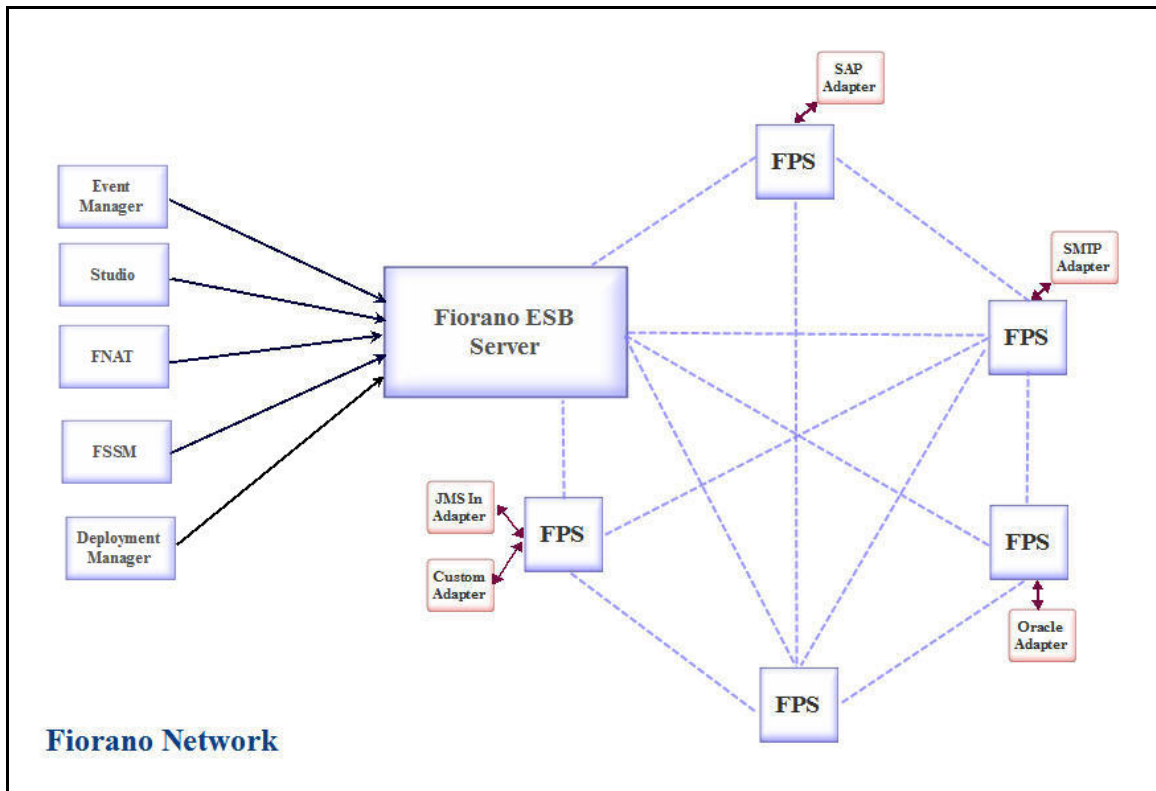 SAP
Adapter
FPS
Event
Manager
Studio
SMTP
Adapter
Fiorano ESB
Server
FPS
FNAT
FSSM
JMS In
Adapter
FPS
Custom
Adapter
FPS
Deployment
Manager
Oracle
Adapter
FPS
Fiorano Network